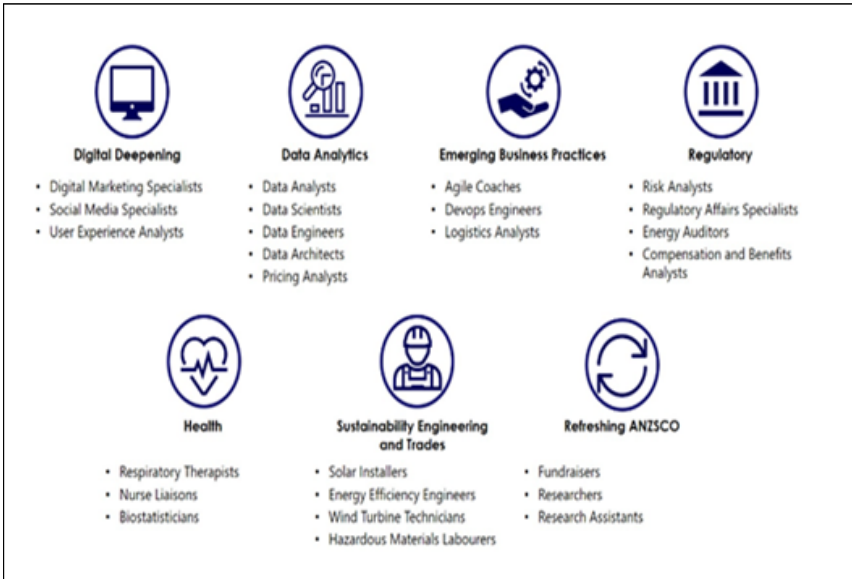 Digital Deepening
• Digital Marketing Specialists
• Social Media Specialists
• User Experience Analysts
Data Analytics
• Data Analysts
• Data Scientists
• Data Engineers
• Data Architects
• Pricing Analysts
Emerging Business Practices
• Agile Coaches
• Devops Engineers
• Logistics Analysts
Regulatory
• Risk Analysts
• Regulatory Affairs Specialists
• Energy Auditors
• Compensation and Benefits
Analysts
Health
• Respiratory Therapists
• Nurse Liaisons
• Biostatisticians
Sustainability Engineering
and Trades
• Solar Installers
• Energy Efficiency Engineers
• Wind Turbine Technicians
• Hazardous Materials Labourers
Refreshing ANZSCO
• Fundraisers
• Researchers
• Research Assistants